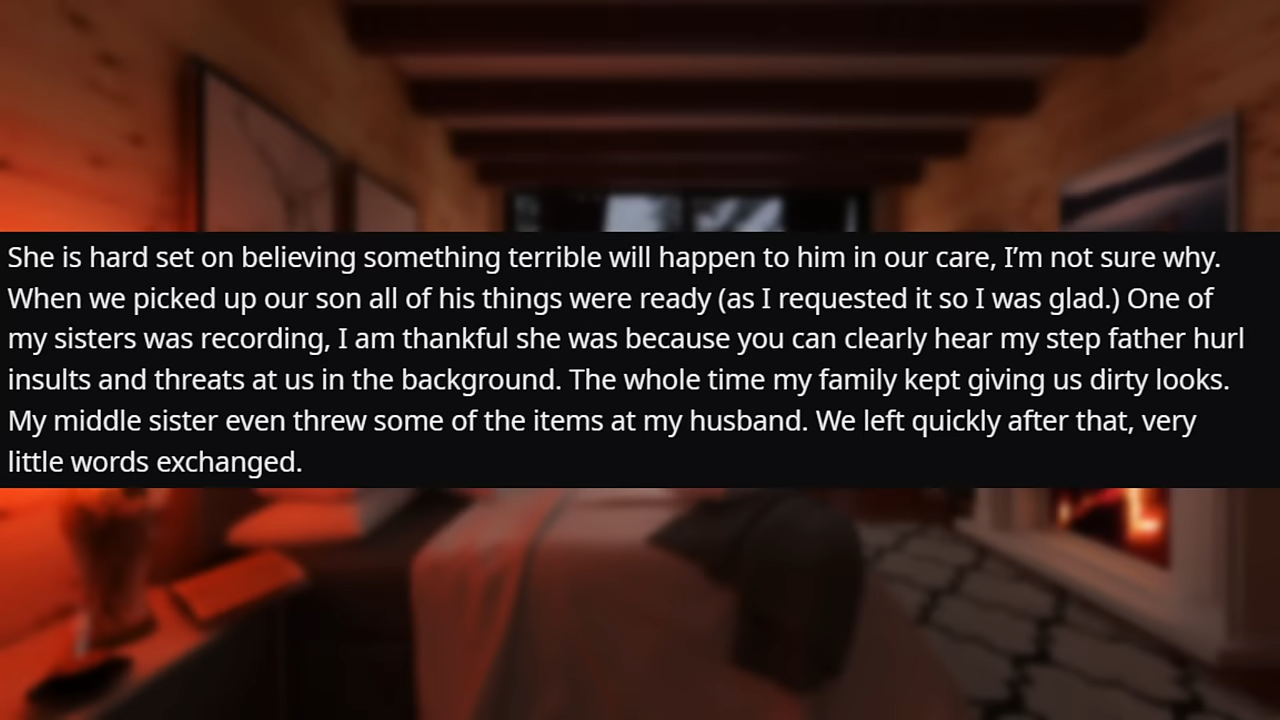 She is hard set on believing something terrible will happen to him in our care, I’m not sure why.
When we picked up our son all of his things were ready (as I requested it so I was glad.) One of
my sisters was recording, I am thankful she was because you can clearly hear my step father hurl
insults and threats at us in the background. The whole time my family kept giving us dirty looks.
My middle sister even threw some of the items at my husband. We left quickly after that, very
little words exchanged.